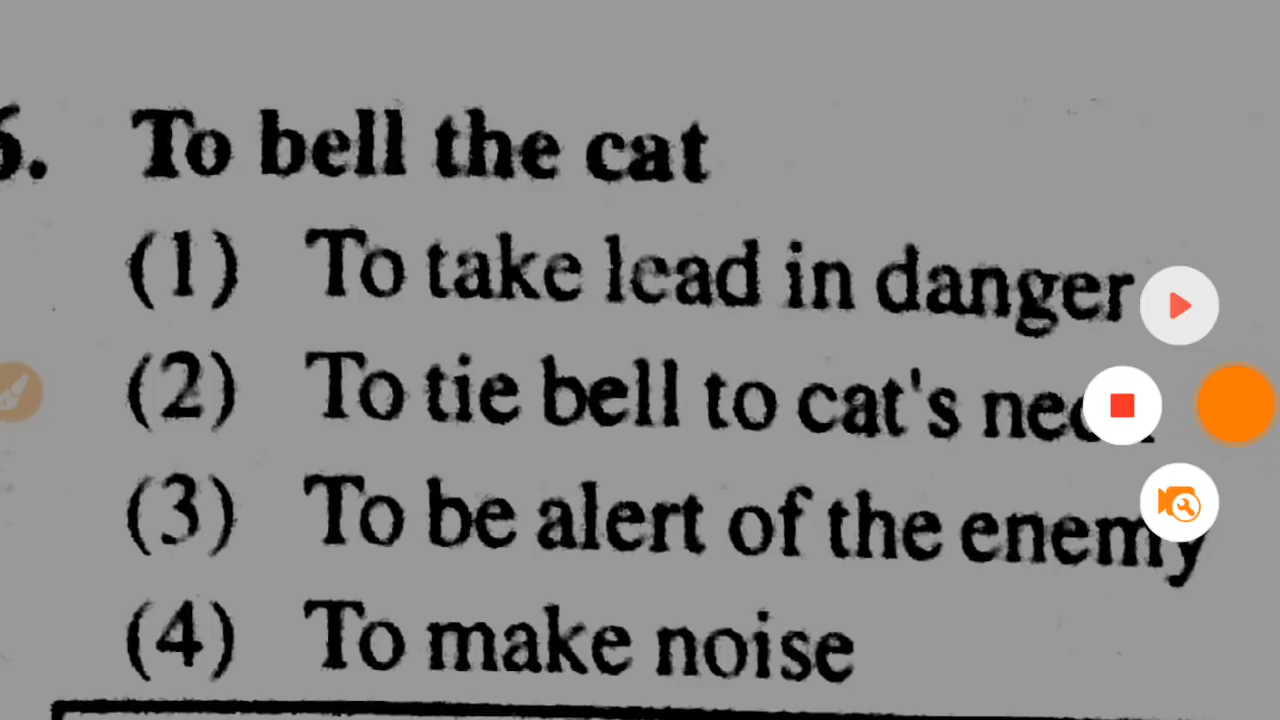 6. To bell the cat
(1) To take lead in danger
(2) To tie bell to cat's neck
(3) To be alert of the enemy
(4) To make noise